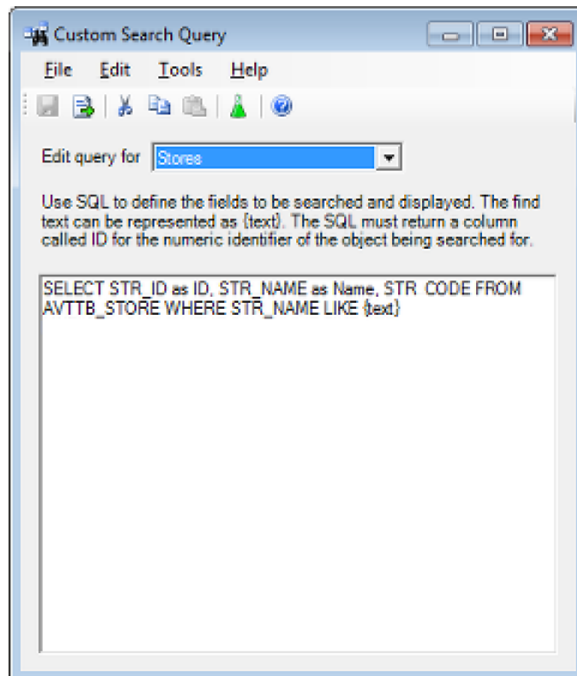 Custom Search Query
File Edit Tools Help
Edit query for Stores
Use SQL to define the fields to be searched and displayed. The find
text can be represented as {text}. The SQL must return a column
called ID for the numeric identifier of the object being searched for.
SELECT STR_ID as ID, STR_NAME as Name, STR CODE FROM
AVTTB_STORE WHERE STR_NAME LIKE {text}